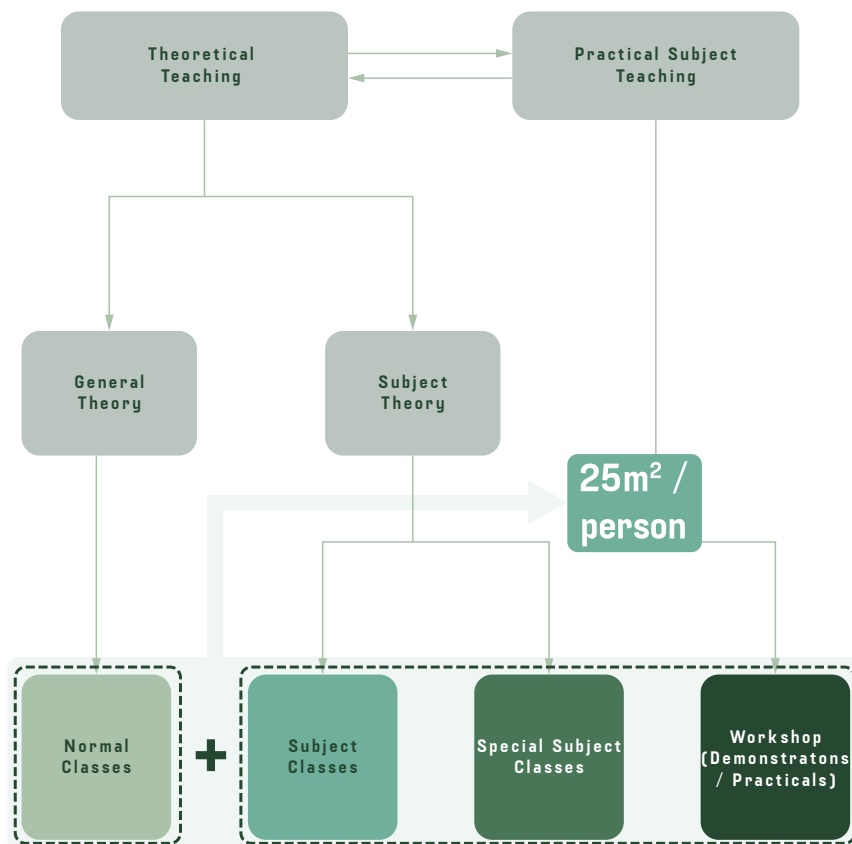 Theoretical
Teaching
Practical Subject
Teaching
General
Theory
Subject
Theory
25m² /
person
Normal
Classes
+
Subject
Classes
Special Subject
Classes
Workshop
(Demonstratons
/ Practicals)